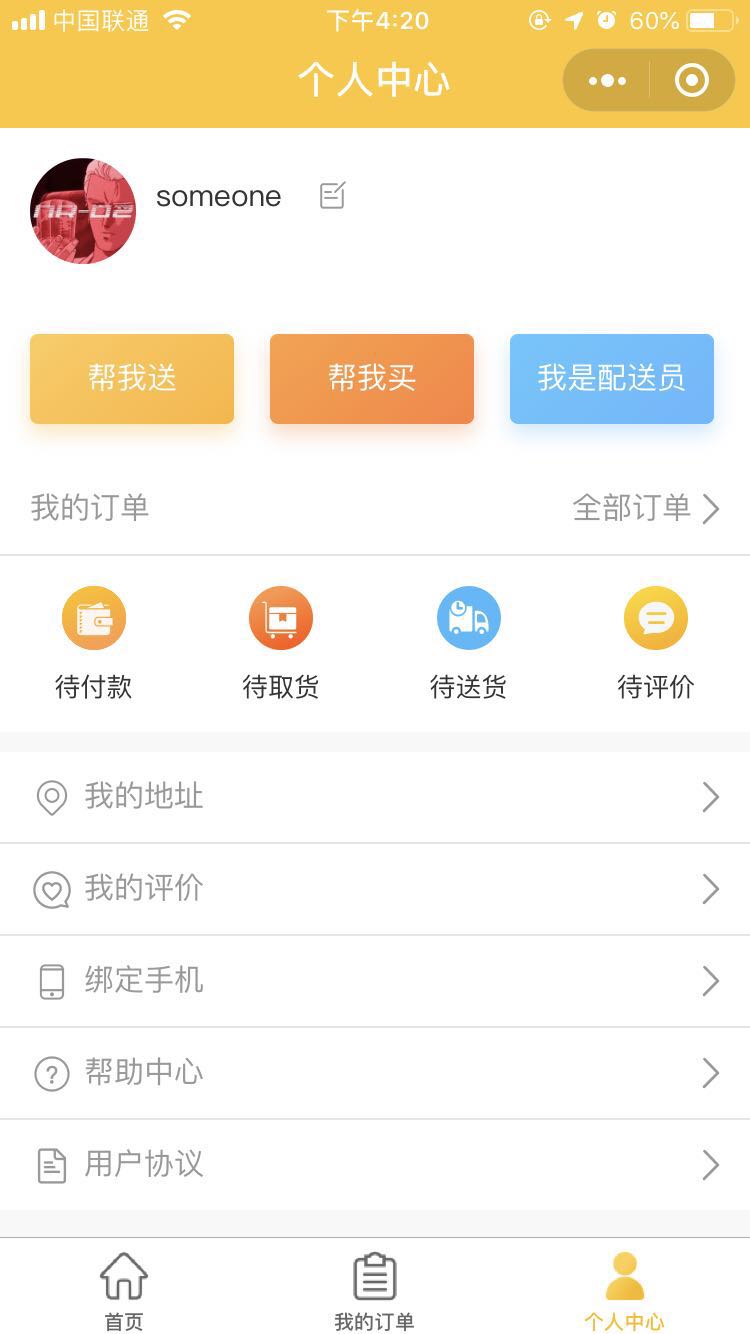 中国联通 下午4:20 60%
个人中心
NR-02
someone
帮我送 帮我买 我是配送员
我的订单 全部订单
待付款 待取货 待送货 待评价
我的地址
我的评价
绑定手机
帮助中心
用户协议
首页 我的订单 个人中心